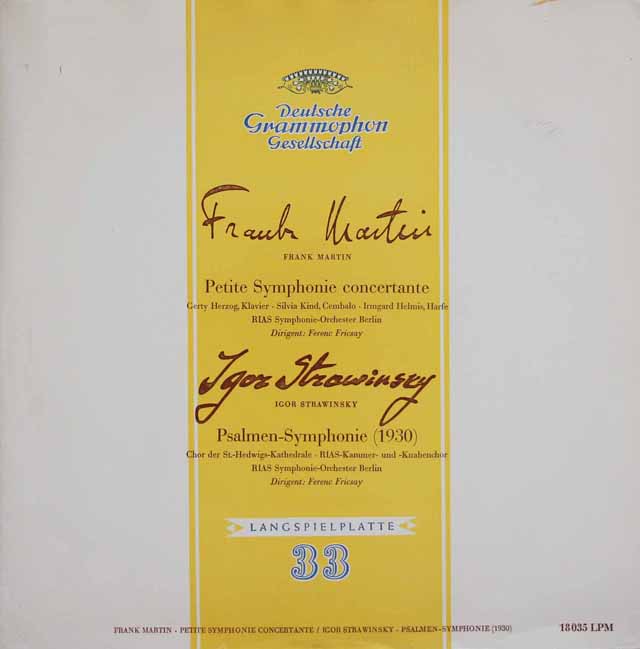 Deutsche
Grammophon
Gesellschaft
Frank Martin
FRANK MARTIN
Petite Symphonie concertante
Gerty Herzog, Klavier - Silvia Kind, Cembalo - Irmgard Helmis, Harfe
RIAS Symphonie-Orchester Berlin
Dirigent: Ferenc Fricsay
Igor Strawinsky
IGOR STRAWINSKY
Psalmen-Symphonie (1930)
Chor der St.-Hedwigs-Kathedrale - RIAS-Kammer- und -Knabenchor
RIAS Symphonie-Orchester Berlin
Dirigent: Ferenc Fricsay
LANGSPIELPLATTE
33
FRANK MARTIN - PETITE SYMPHONIE CONCERTANTE / IGOR STRAWINSKY - PSALMEN-SYMPHONIE (1930) 18035 LPM